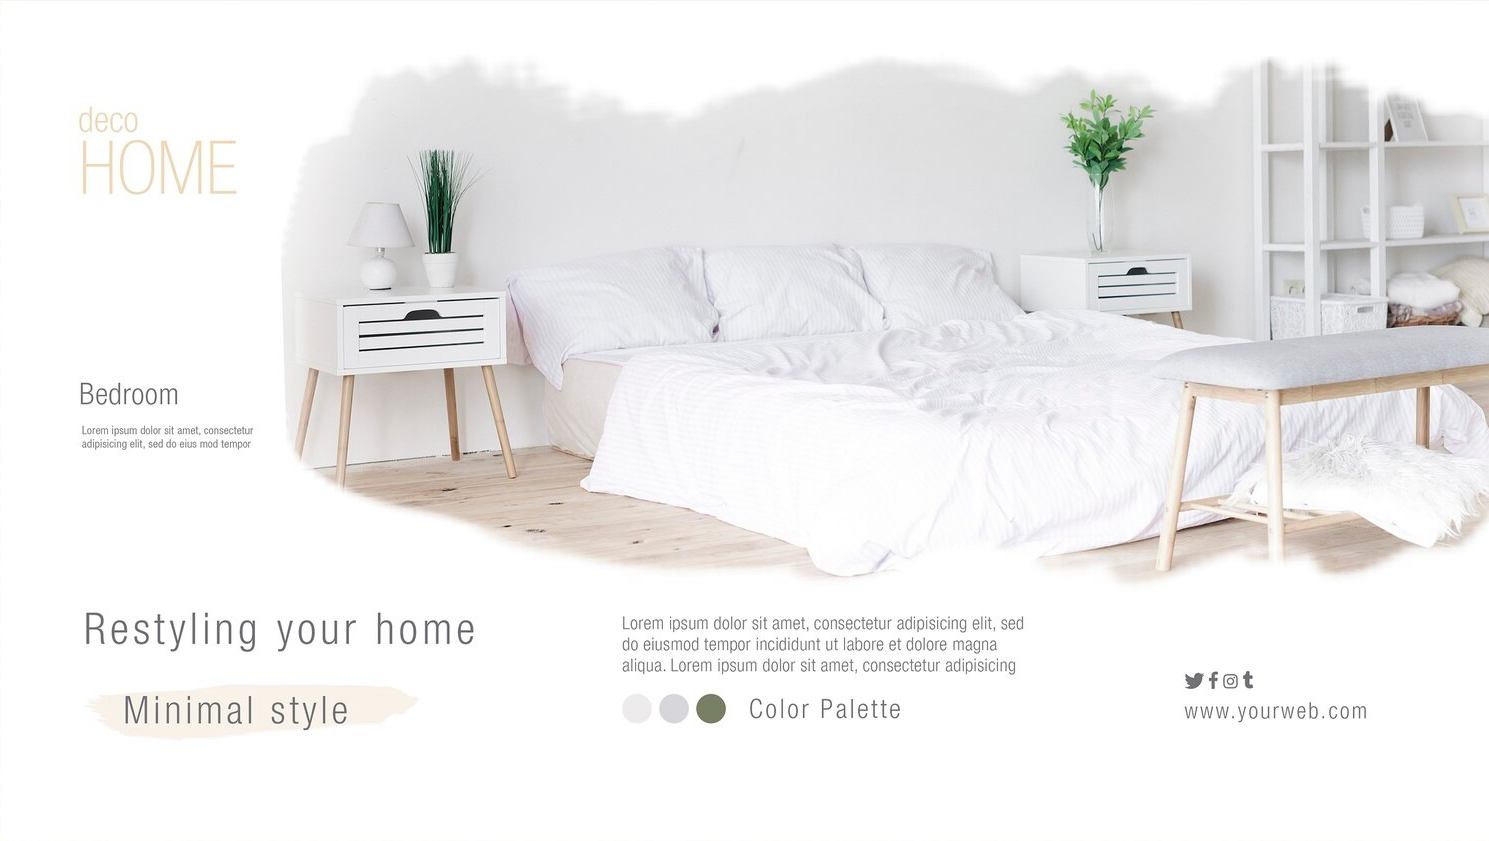 deco
HOME
Bedroom
Lorem ipsum dolor sit amet, consectetur
adipisicing elit, sed do eius mod tempor
Restyling your home
Minimal style
Lorem ipsum dolor sit amet, consectetur adipisicing elit, sed
do eiusmod tempor incididunt ut labore et dolore magna
aliqua. Lorem ipsum dolor sit amet, consectetur adipisicing
Color Palette
www.yourweb.com